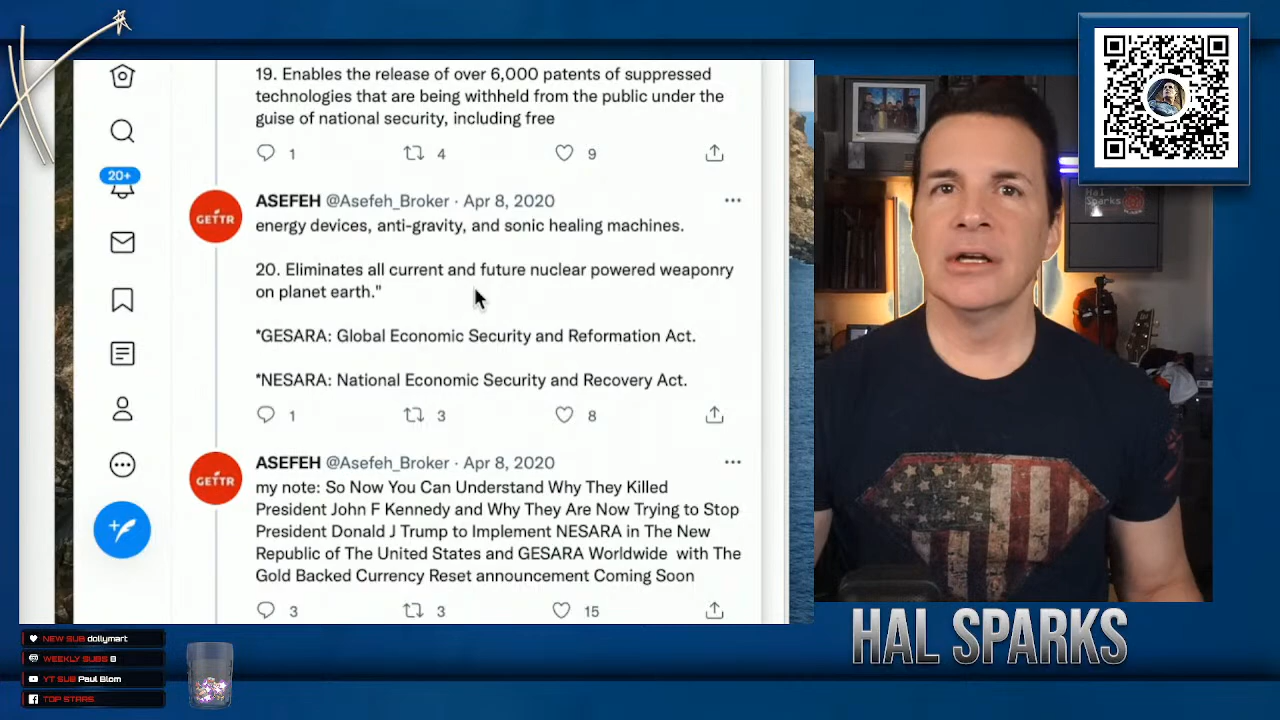 19. Enables the release of over 6,000 patents of suppressed
technologies that are being withheld from the public under the
guise of national security, including free
1 4 9
20+
GETTR
ASEFEH @Asefeh_Broker · Apr 8, 2020
energy devices, anti-gravity, and sonic healing machines.
20. Eliminates all current and future nuclear powered weaponry
on planet earth."
*GESARA: Global Economic Security and Reformation Act.
*NESARA: National Economic Security and Recovery Act.
1 3 8
GETTR
ASEFEH @Asefeh_Broker · Apr 8, 2020
my note: So Now You Can Understand Why They Killed
President John F Kennedy and Why They Are Now Trying to Stop
President Donald J Trump to Implement NESARA in The New
Republic of The United States and GESARA Worldwide with The
Gold Backed Currency Reset announcement Coming Soon
3 3 15
Hal
Sparks
HAL SPARKS
NEW SUB dollymart
WEEKLY SUBS 0
YT SUB Paul Blom
TOP STARS